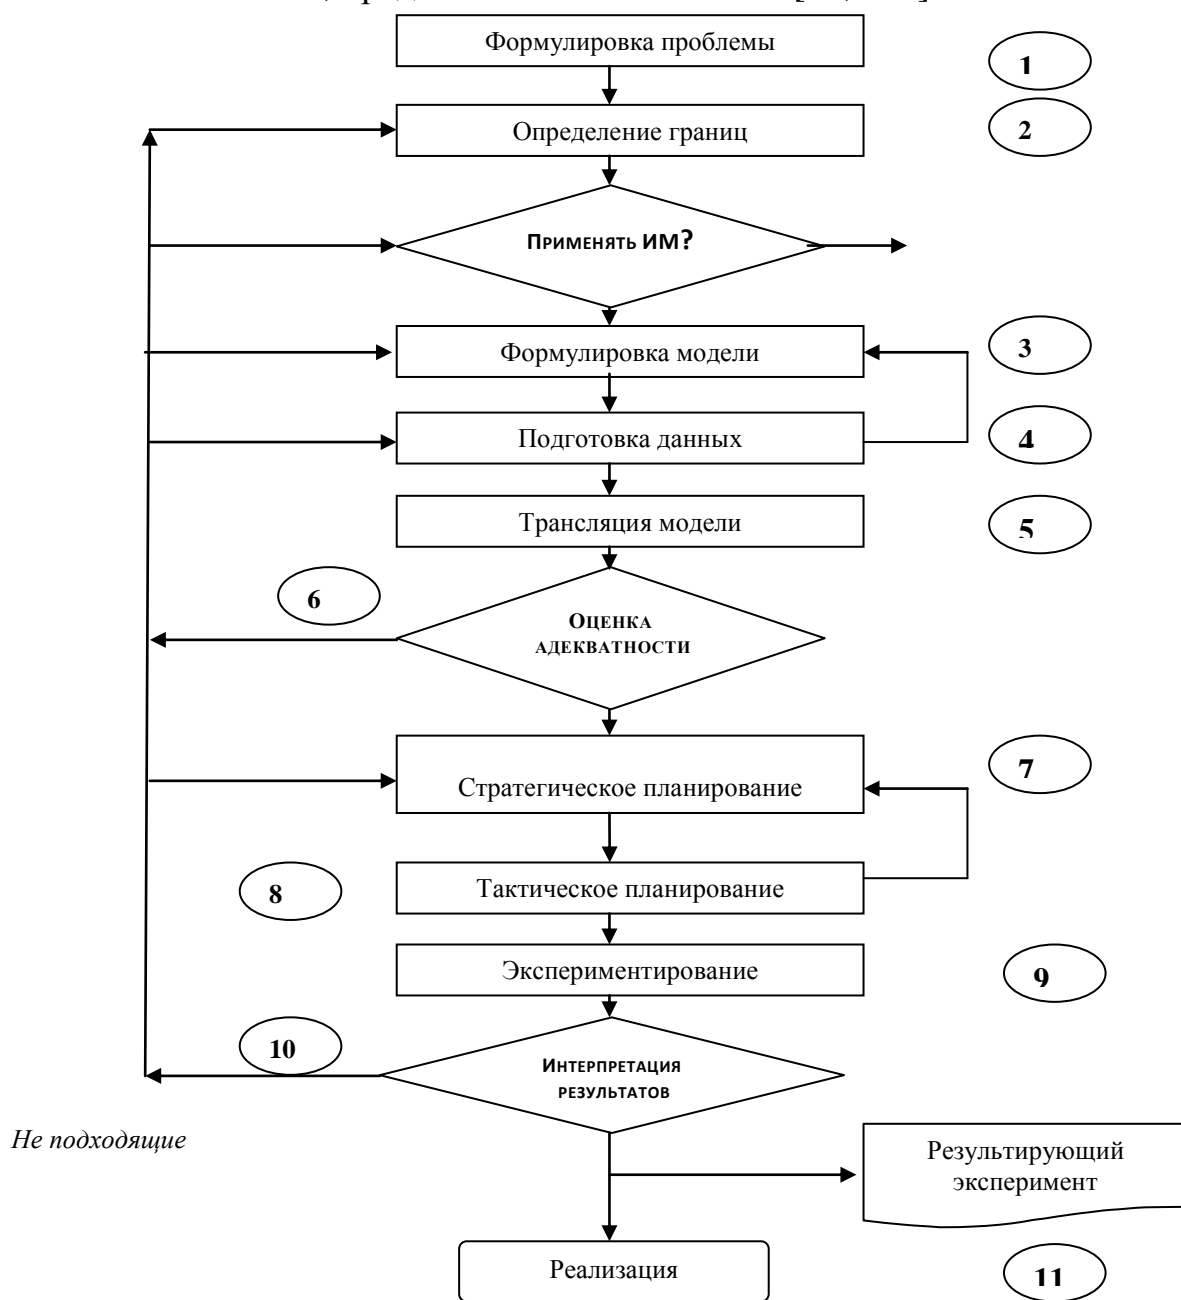 Формулировка проблемы
1
Определение границ
2
Применять ИМ?
Формулировка модели
3
Подготовка данных
4
Трансляция модели
5
6
Оценка
адекватности
7
Стратегическое планирование
8
Тактическое планирование
Экспериментирование
9
10
Интерпретация
результатов
Не подходящие
Результирующий
эксперимент
Реализация
11